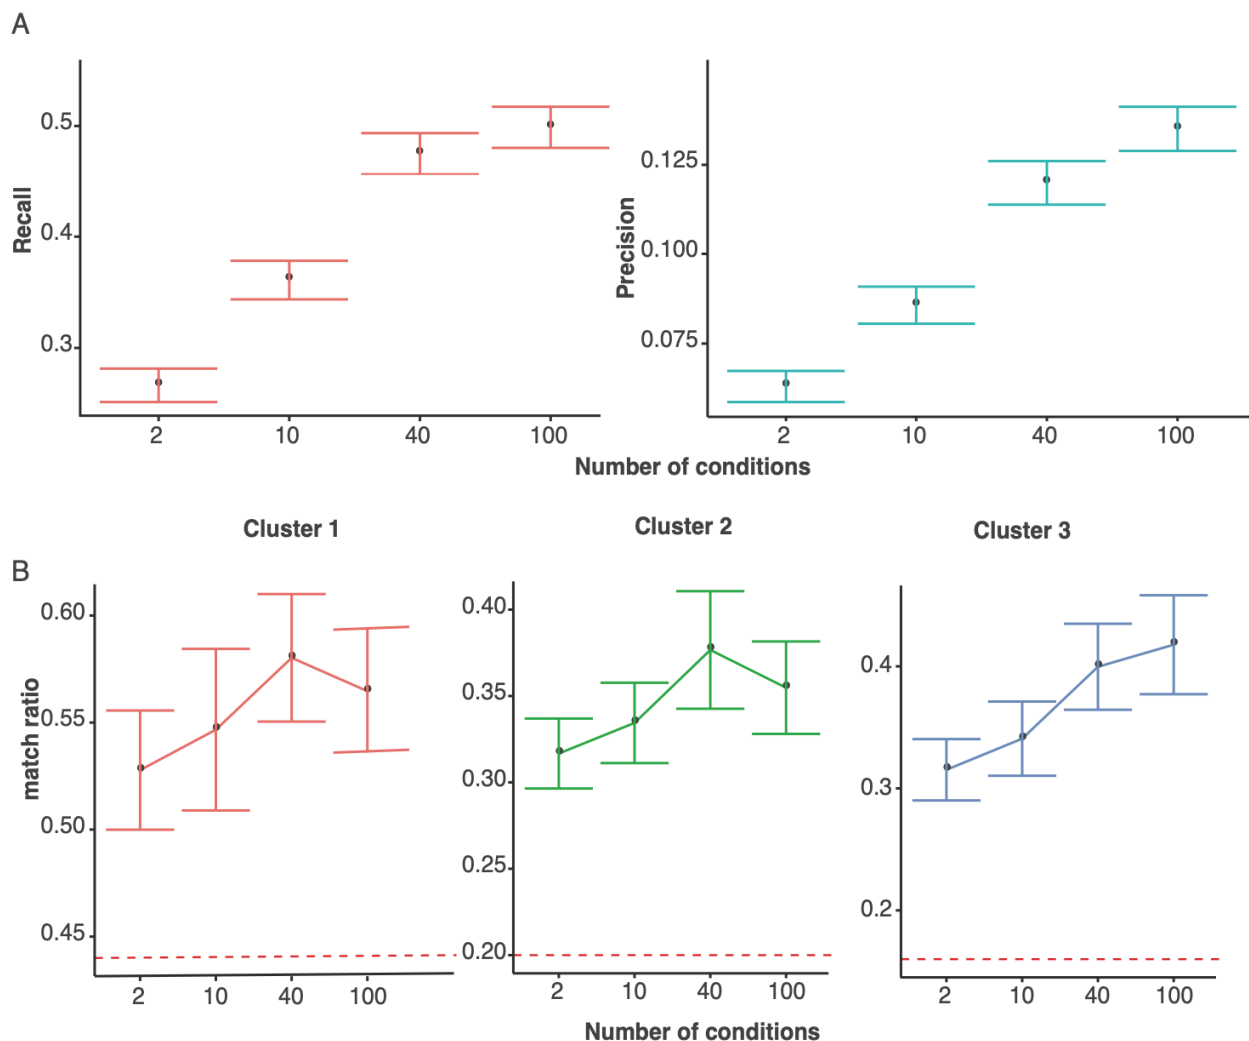 A
Recall
0.5
0.4
0.3
2 10 40 100
Precision
0.125
0.100
0.075
2 10 40 100
Number of conditions
B
Cluster 1
match ratio
0.60
0.55
0.50
0.45
2 10 40 100
Cluster 2
0.40
0.35
0.30
0.25
0.20
2 10 40 100
Cluster 3
0.4
0.3
0.2
2 10 40 100
Number of conditions